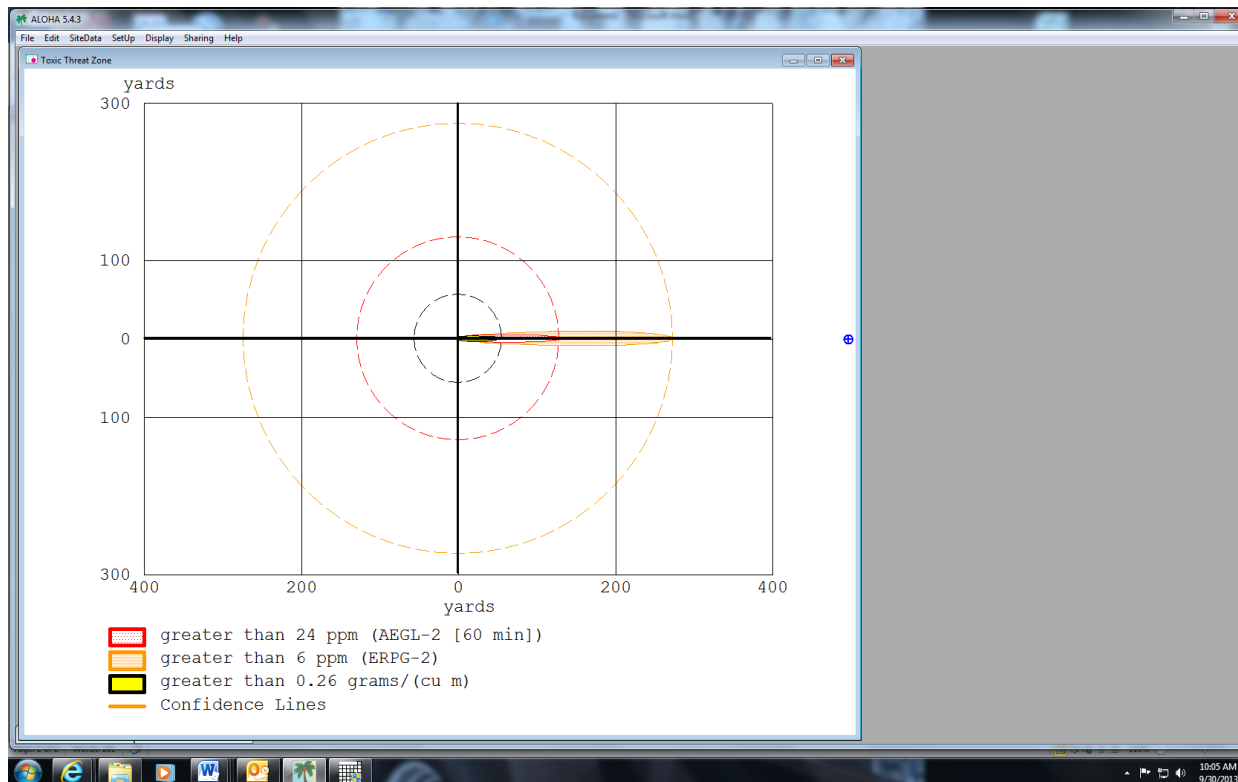 ALOHA 5.4.3
File Edit SiteData SetUp Display Sharing Help
Toxic Threat Zone
yards
300
100
0
100
300
400 200 0 200 400
yards
greater than 24 ppm (AEGL-2 [60 min])
greater than 6 ppm (ERPG-2)
greater than 0.26 grams/(cu m)
Confidence Lines
10:05 AM
9/30/2013